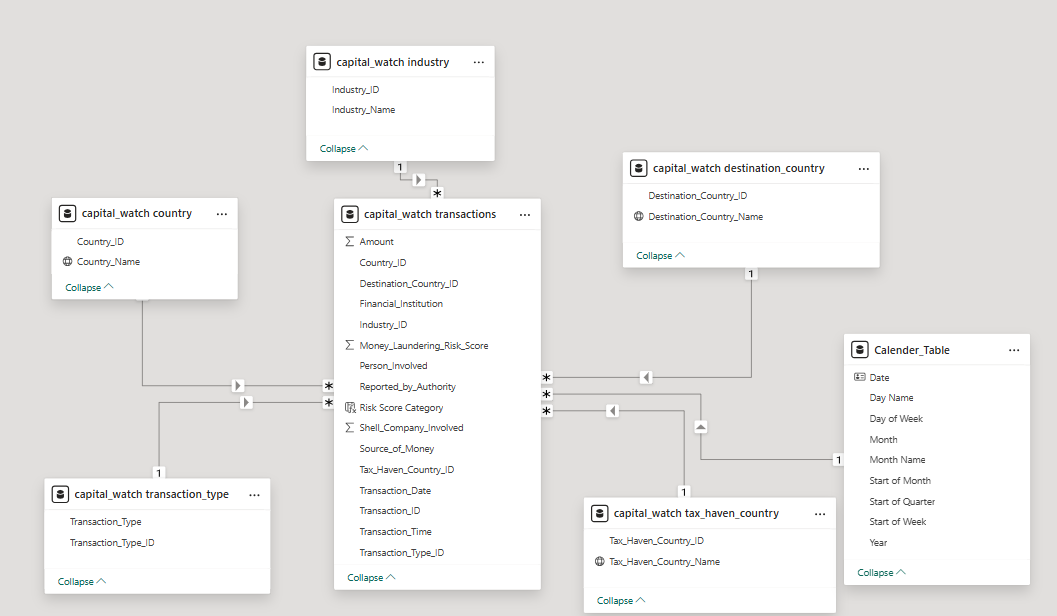 capital_watch industry
Industry_ID
Industry_Name
Collapse
1
*
capital_watch destination_country
Destination_Country_ID
Destination_Country_Name
Collapse
1
capital_watch country
Country_ID
Country_Name
Collapse
*
capital_watch transactions
Amount
Country_ID
Destination_Country_ID
Financial_Institution
Industry_ID
Money_Laundering_Risk_Score
Person_Involved
Reported_by_Authority
Risk Score Category
Shell_Company_Involved
Source_of_Money
Tax_Haven_Country_ID
Transaction_Date
Transaction_ID
Transaction_Time
Transaction_Type_ID
Collapse
*
*
*
*
Calender_Table
Date
Day Name
Day of Week
Month
Month Name
Start of Month
Start of Quarter
Start of Week
Year
Collapse
1
1
capital_watch transaction_type
Transaction_Type
Transaction_Type_ID
Collapse
1
capital_watch tax_haven_country
Tax_Haven_Country_ID
Tax_Haven_Country_Name
Collapse